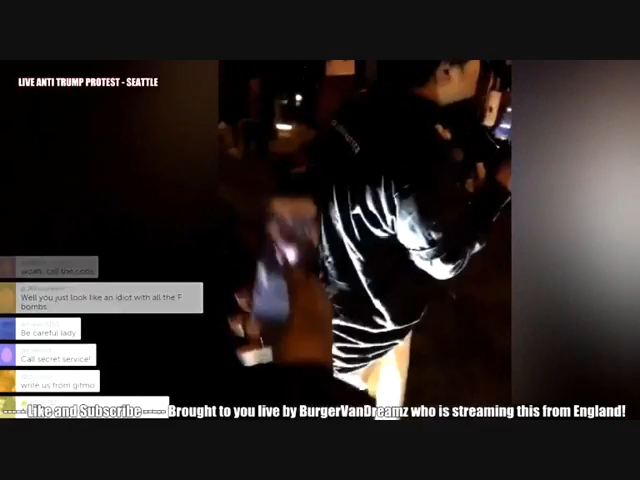 LIVE ANTI TRUMP PROTEST - SEATTLE
woah. call the cops
Well you just look like an idiot with all the F
bombs.
Be careful lady
Call secret service!
write us from gitmo
----- Like and Subscribe ----- Brought to you live by BurgerVanDreamz who is streaming this from England!